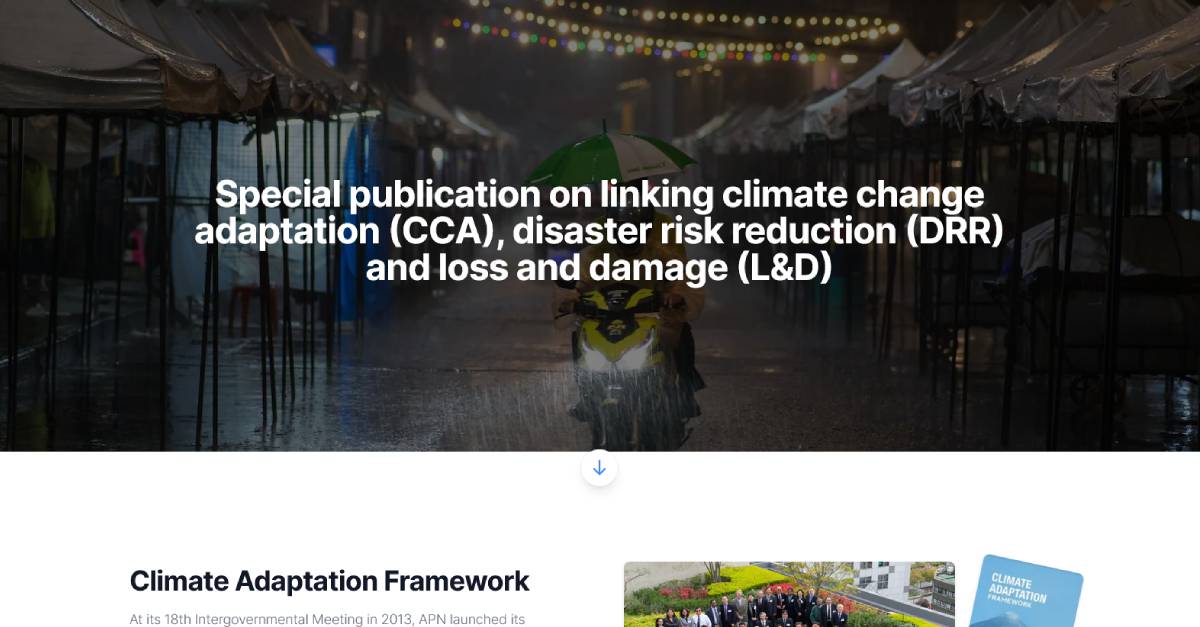 Special publication on linking climate change
adaptation (CCA), disaster risk reduction (DRR)
and loss and damage (L&D)
Climate Adaptation Framework
At its 18th Intergovernmental Meeting in 2013, APN launched its
CLIMATE
ADAPTATION
FRAMEWORK